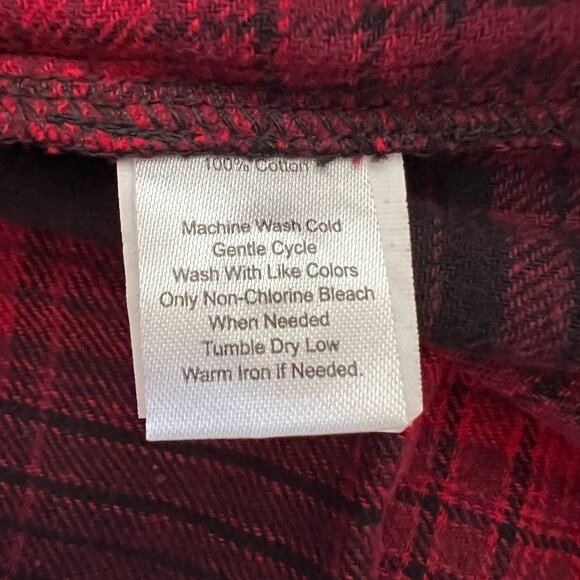 100% Cotton
Machine Wash Cold
Gentle Cycle
Wash With Like Colors
Only Non-Chlorine Bleach
When Needed
Tumble Dry Low
Warm Iron if Needed.